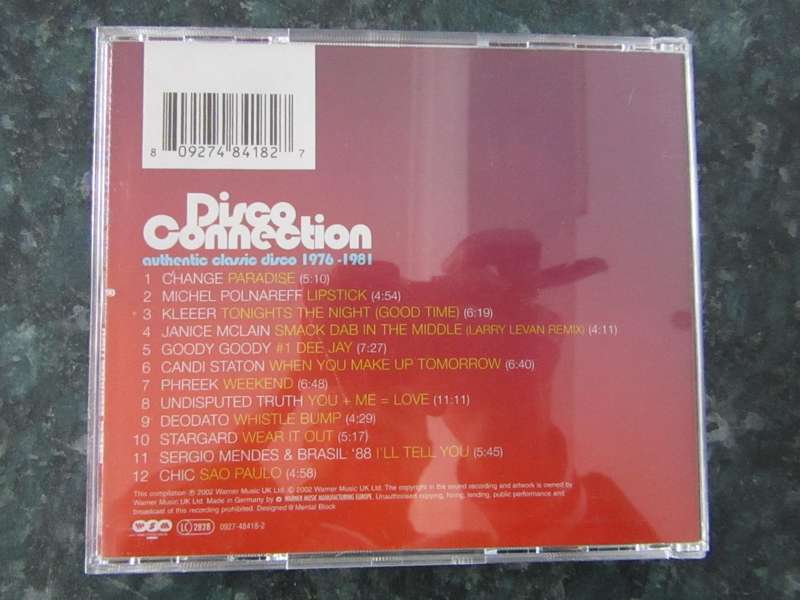 8 09274 84182 7
Disco
Connection
authentic classic disco 1976 -1981
1 CHANGE PARADISE (5:10)
2 MICHEL POLNAREFF LIPSTICK (4:54)
3 KLEEER TONIGHTS THE NIGHT (GOOD TIME) (6:19)
4 JANICE MCLAIN SMACK DAB IN THE MIDDLE (LARRY LEVAN REMIX) (4:11)
5 GOODY GOODY #1 DEE JAY (7:27)
6 CANDI STATON WHEN YOU MAKE UP TOMORROW (6:40)
7 PHREEK WEEKEND (6:48)
8 UNDISPUTED TRUTH YOU + ME = LOVE (11:11)
9 DEODATO WHISTLE BUMP (4:29)
10 STARGARD WEAR IT OUT (5:17)
11 SERGIO MENDES & BRASIL '88 I'LL TELL YOU (5:45)
12 CHIC SAO PAULO (4:58)
This compilation ℗ 2002 Warner Music UK Ltd. © 2002 Warner Music UK Ltd. The copyright in the sound recording and artwork is owned by
Warner Music UK Ltd. Made in Germany by WARNER MUSIC MANUFACTURING EUROPE. Unauthorised copying, hiring, lending, public performance and
broadcast of this recording prohibited. Designed @ Mental Block
WSM LC 2828 0927-48418-2